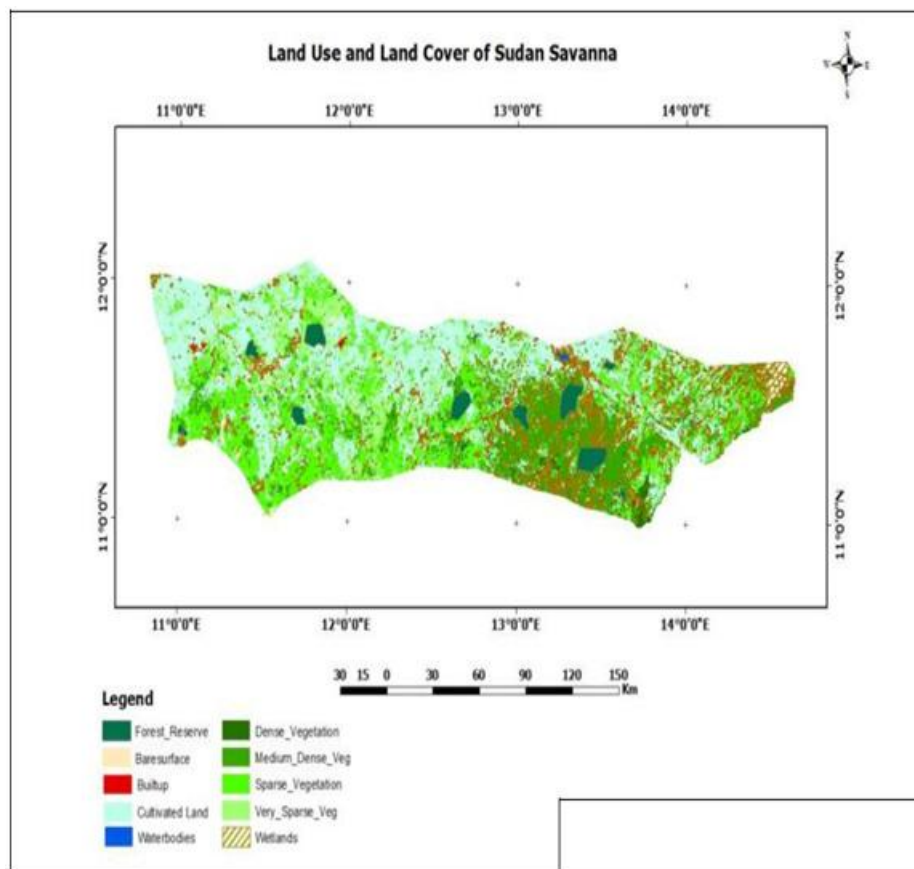 Land Use and Land Cover of Sudan Savanna
N
W E
S
11°0'0"E 12°0'0"E 13°0'0"E 14°0'0"E
12°0'0"N 12°0'0"N
11°0'0"N 11°0'0"N
11°0'0"E 12°0'0"E 13°0'0"E 14°0'0"E
30 15 0 30 60 90 120 150
Km
Legend
Forest_Reserve Dense_Vegetation
Baresurface Medium_Dense_Veg
Builtup Sparse_Vegetation
Cultivated Land Very_Sparse_Veg
Waterbodies Wetlands